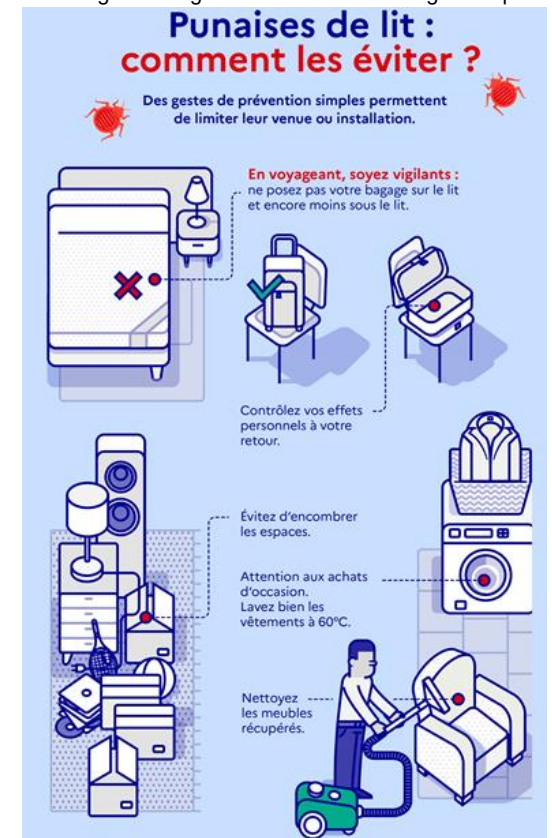 Punaises de lit :
comment les éviter ?
Des gestes de prévention simples permettent
de limiter leur venue ou installation.
En voyageant, soyez vigilants :
ne posez pas votre bagage sur le lit
et encore moins sous le lit.
Contrôlez vos effets
personnels à votre
retour.
Évitez d'encombrer
les espaces.
Attention aux achats
d'occasion.
Lavez bien les
vêtements à 60°C.
Nettoyez
les meubles
récupérés.